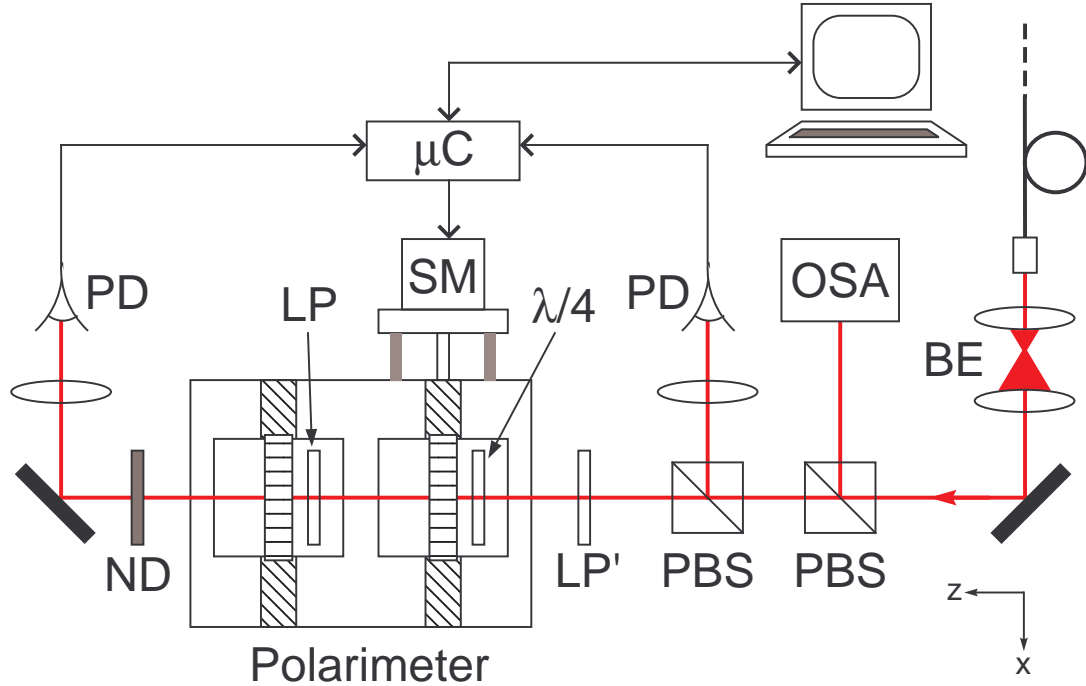 μC
PD
SM
PD
OSA
LP
λ/4
BE
ND
LP'
PBS
PBS
z
x
Polarimeter